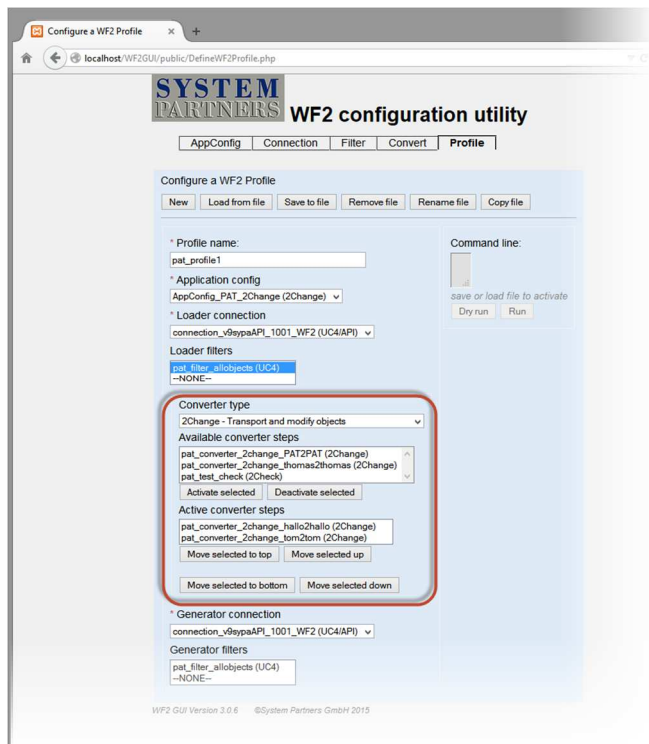 Configure a WF2 Profile
localhost/WF2GUI/public/DefineWF2Profile.php
SYSTEM
PARTNERS
WF2 configuration utility
AppConfig Connection Filter Convert Profile
Configure a WF2 Profile
New Load from file Save to file Remove file Rename file Copy file
* Profile name:
pat_profile1
* Application config
AppConfig_PAT_2Change (2Change)
* Loader connection
connection_v9sypaAPI_1001_WF2 (UC4/API)
Loader filters
pat_filter_allobjects (UC4)
--NONE--
Command line:
save or load file to activate
Dry run Run
Converter type
2Change - Transport and modify objects
Available converter steps
pat_converter_2change_PAT2PAT (2Change)
pat_converter_2change_thomas2thomas (2Change)
pat_test_check (2Check)
Activate selected Deactivate selected
Active converter steps
pat_converter_2change_hallo2hallo (2Change)
pat_converter_2change_tom2tom (2Change)
Move selected to top Move selected up
Move selected to bottom Move selected down
* Generator connection
connection_v9sypaAPI_1001_WF2 (UC4/API)
Generator filters
pat_filter_allobjects (UC4)
--NONE--
WF2 GUI Version 3.0.6 ©System Partners GmbH 2015